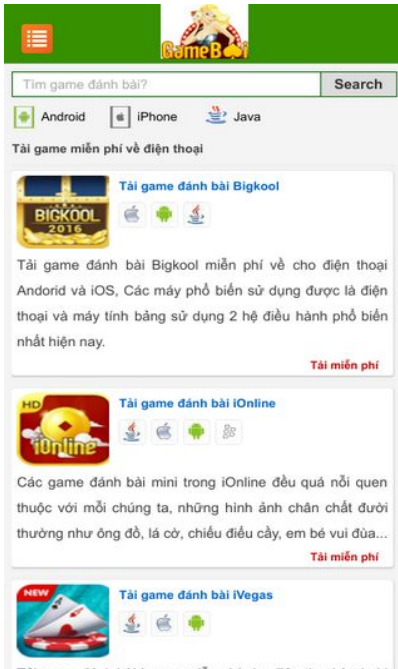 GameBài
Tìm game đánh bài?
Search
Android
iPhone
Java
Tải game miễn phí về điện thoại
BIGKOOL
2016
Tải game đánh bài Bigkool
Tải game đánh bài Bigkool miễn phí về cho điện thoại
Andorid và iOS, Các máy phổ biến sử dụng được là điện
thoại và máy tính bảng sử dụng 2 hệ điều hành phổ biến
nhất hiện nay.
Tải miễn phí
HD
iOnline
Tải game đánh bài iOnline
Các game đánh bài mini trong iOnline đều quá nỗi quen
thuộc với mỗi chúng ta, những hình ảnh chân chất đười
thường như ông đồ, lá cờ, chiếu điểu cầy, em bé vui đùa...
Tải miễn phí
NEW
Tải game đánh bài iVegas